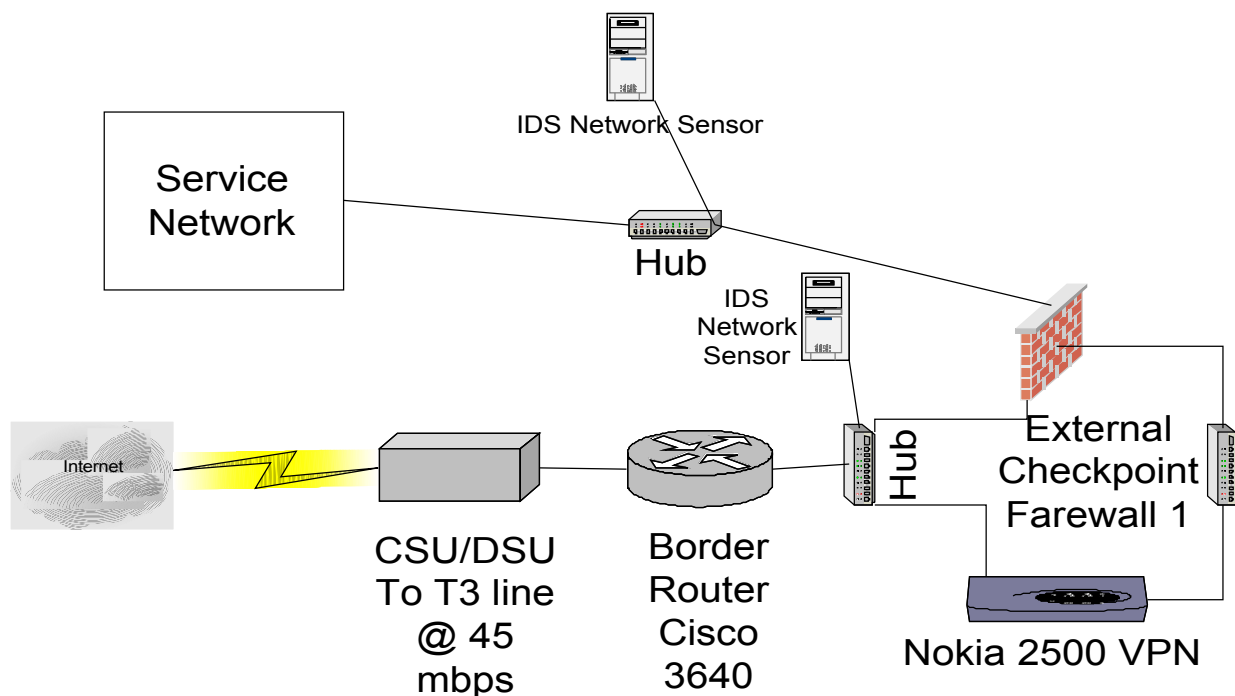 IDS Network Sensor
Service
Network
Hub
IDS
Network
Sensor
Internet
Hub
External
Checkpoint
Farewall 1
CSU/DSU
To T3 line
@ 45
mbps
Border
Router
Cisco
3640
Nokia 2500 VPN